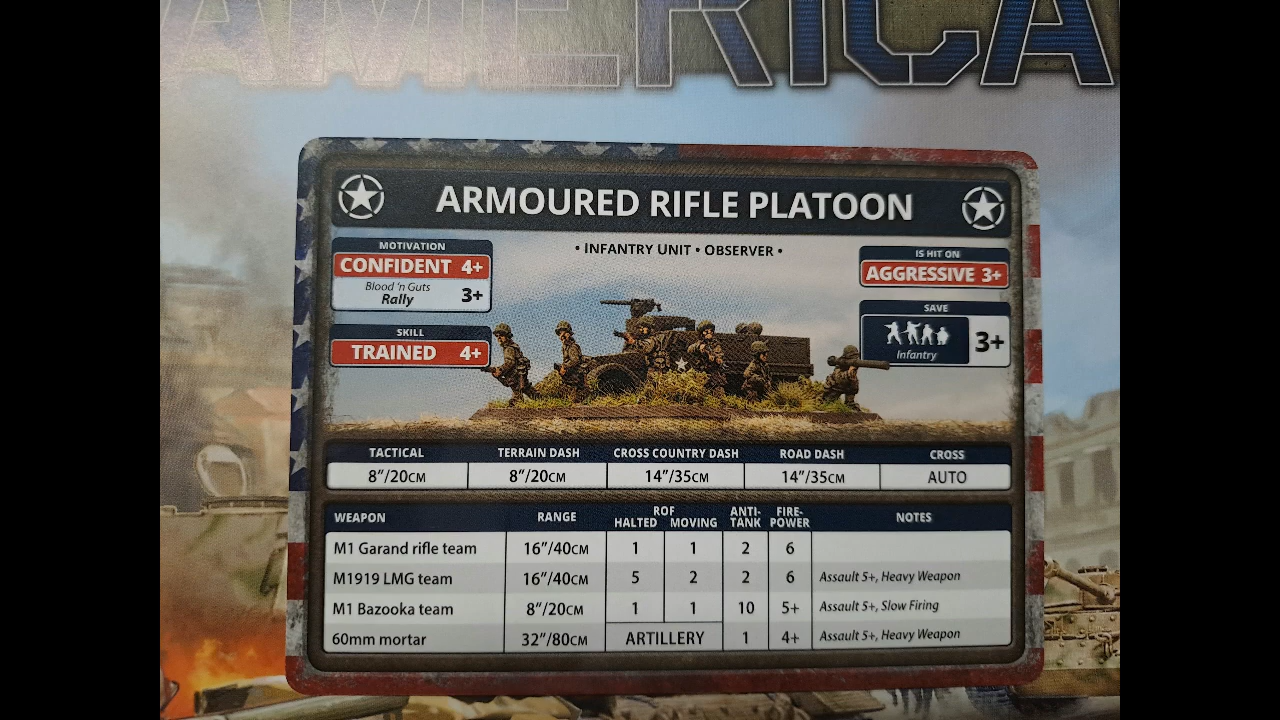 AMERICA
ARMOURED RIFLE PLATOON
• INFANTRY UNIT • OBSERVER •
MOTIVATION
CONFIDENT 4+
Blood 'n Guts
Rally 3+
SKILL
TRAINED 4+
IS HIT ON
AGGRESSIVE 3+
SAVE
Infantry 3+
TACTICAL TERRAIN DASH CROSS COUNTRY DASH ROAD DASH CROSS
8"/20CM 8"/20CM 14"/35CM 14"/35CM AUTO
WEAPON RANGE ROF HALTED MOVING ANTI-TANK FIRE-POWER NOTES
M1 Garand rifle team 16"/40CM 1 1 2 6
M1919 LMG team 16"/40CM 5 2 2 6 Assault 5+, Heavy Weapon
M1 Bazooka team 8"/20CM 1 1 10 5+ Assault 5+, Slow Firing
60mm mortar 32"/80CM ARTILLERY 1 4+ Assault 5+, Heavy Weapon